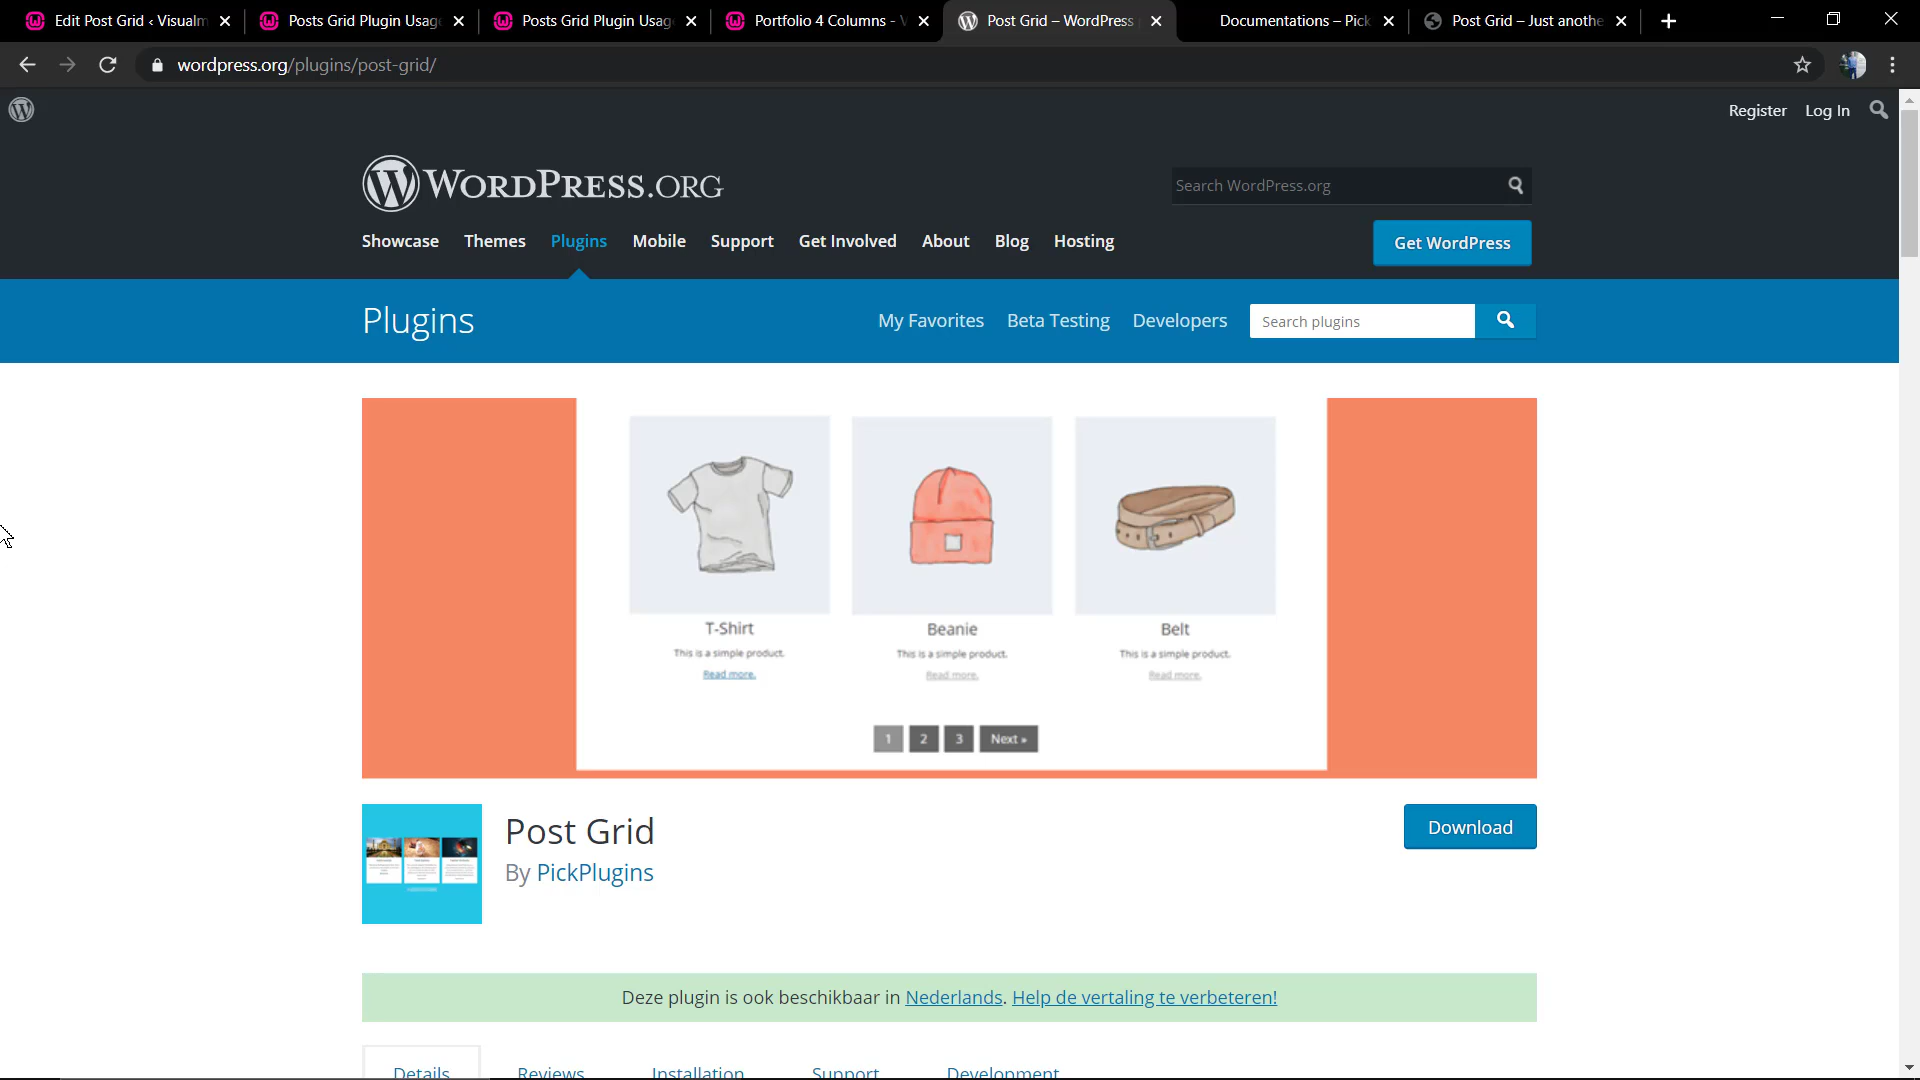 Edit Post Grid ‹ Visualm
Posts Grid Plugin Usage
Posts Grid Plugin Usag
Portfolio 4 Columns - V
Post Grid – WordPress
Documentations – Pick
Post Grid – Just anothe
wordpress.org/plugins/post-grid/
Register Log In
WORDPRESS.ORG
Search WordPress.org
Showcase Themes Plugins Mobile Support Get Involved About Blog Hosting
Get WordPress
Plugins
My Favorites Beta Testing Developers
Search plugins
T-Shirt Beanie Belt
This is a simple product. This is a simple product. This is a simple product.
Read more. Read more. Read more.
1 2 3 Next »
Post Grid
Download
By PickPlugins
Deze plugin is ook beschikbaar in Nederlands. Help de vertaling te verbeteren!
Details Reviews Installation Support Development